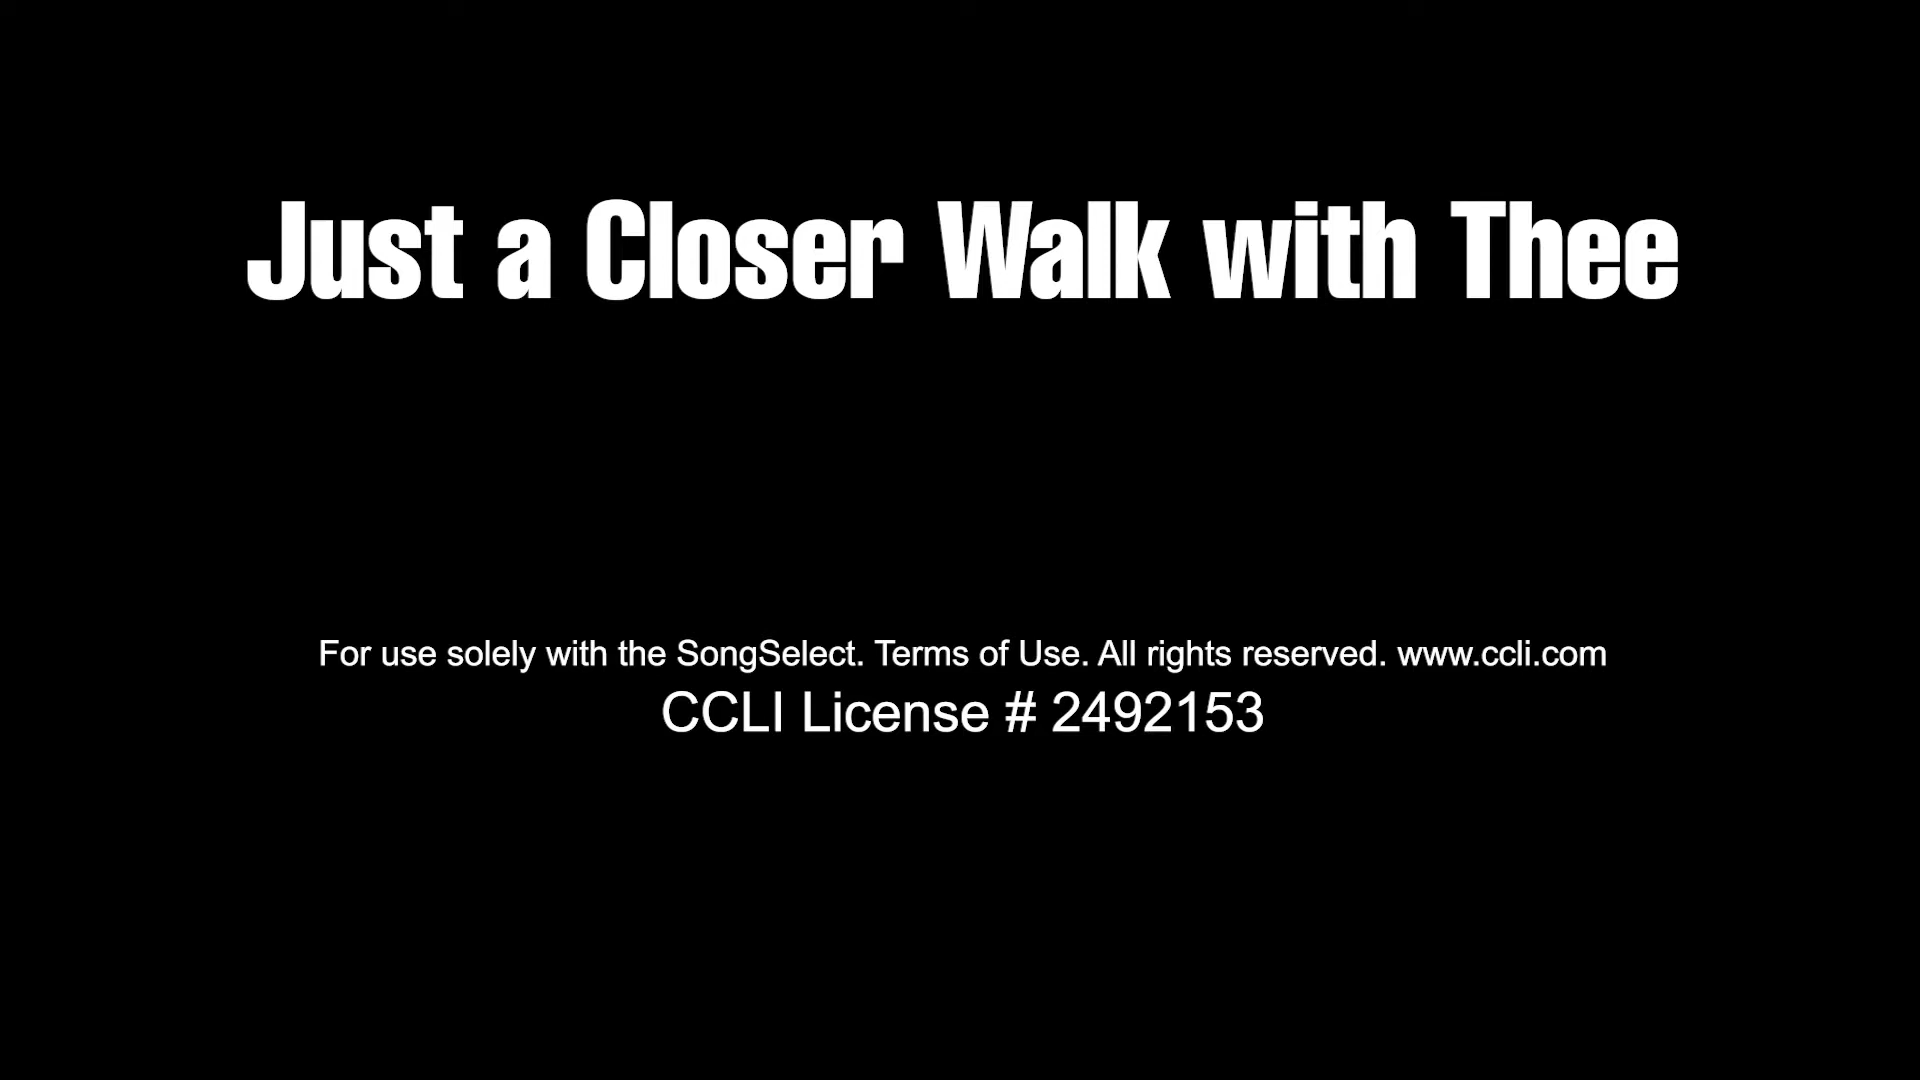 Just a Closer Walk with Thee
For use solely with the SongSelect. Terms of Use. All rights reserved. www.ccli.com
CCLI License # 2492153